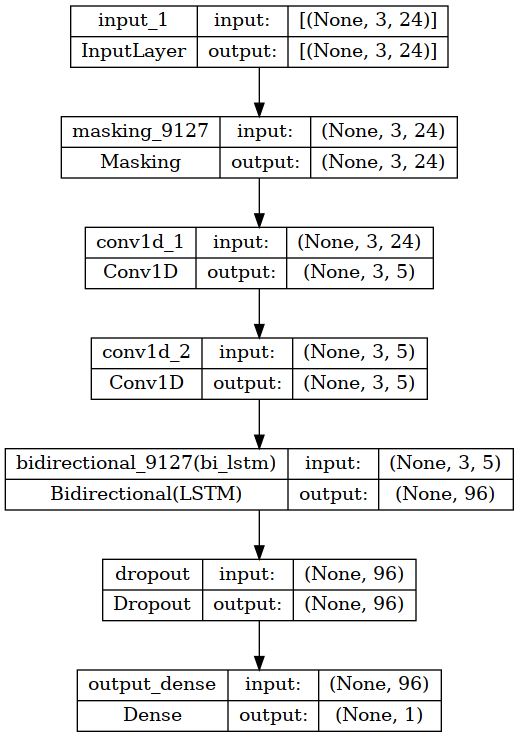 input_1 input: [(None, 3, 24)]
InputLayer output: [(None, 3, 24)]
masking_9127 input: (None, 3, 24)
Masking output: (None, 3, 24)
conv1d_1 input: (None, 3, 24)
Conv1D output: (None, 3, 5)
conv1d_2 input: (None, 3, 5)
Conv1D output: (None, 3, 5)
bidirectional_9127(bi_lstm) input: (None, 3, 5)
Bidirectional(LSTM) output: (None, 96)
dropout input: (None, 96)
Dropout output: (None, 96)
output_dense input: (None, 96)
Dense output: (None, 1)